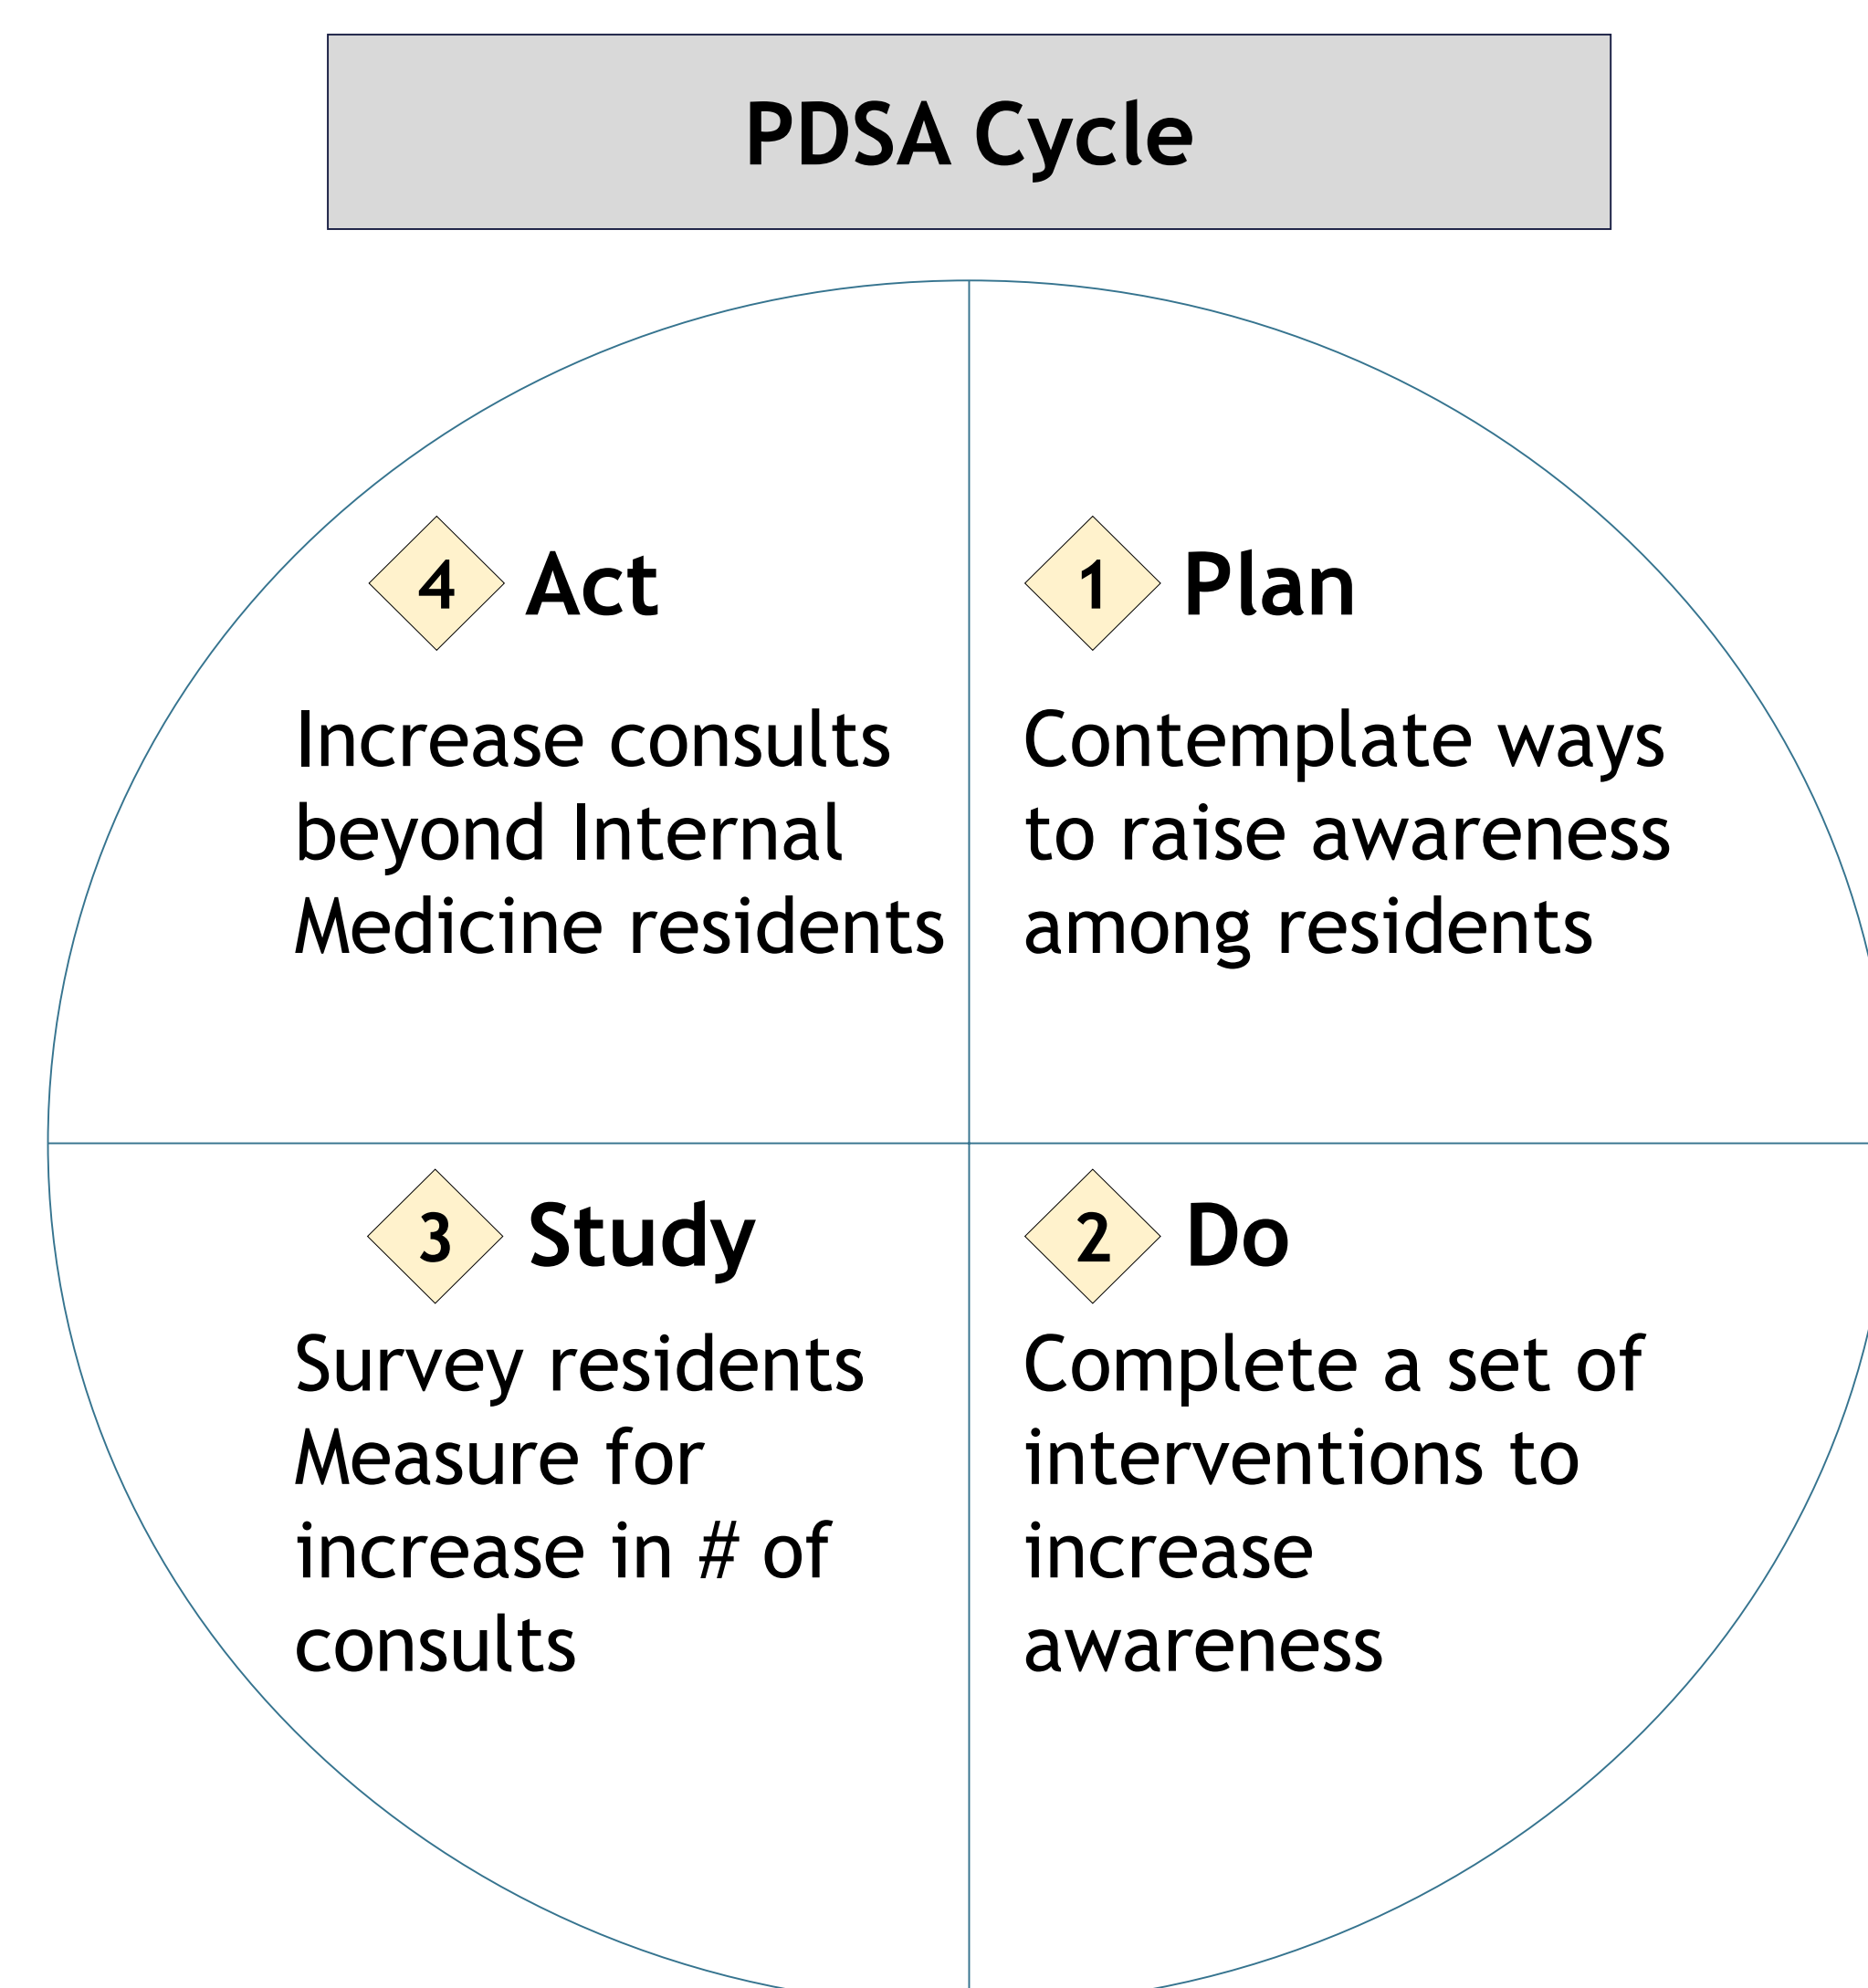 PDSA Cycle
4 Act
Increase consults
beyond Internal
Medicine residents
1 Plan
Contemplate ways
to raise awareness
among residents
3 Study
Survey residents
Measure for
increase in # of
consults
2 Do
Complete a set of
interventions to
increase
awareness